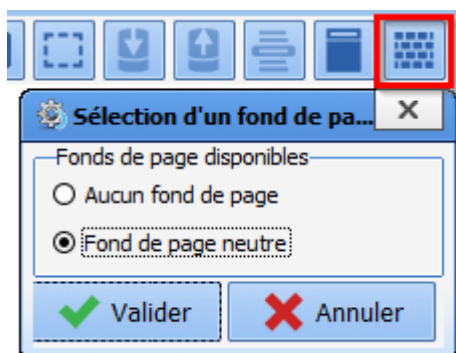 Sélection d'un fond de pa...
Fonds de page disponibles
Aucun fond de page
Fond de page neutre
Valider
Annuler